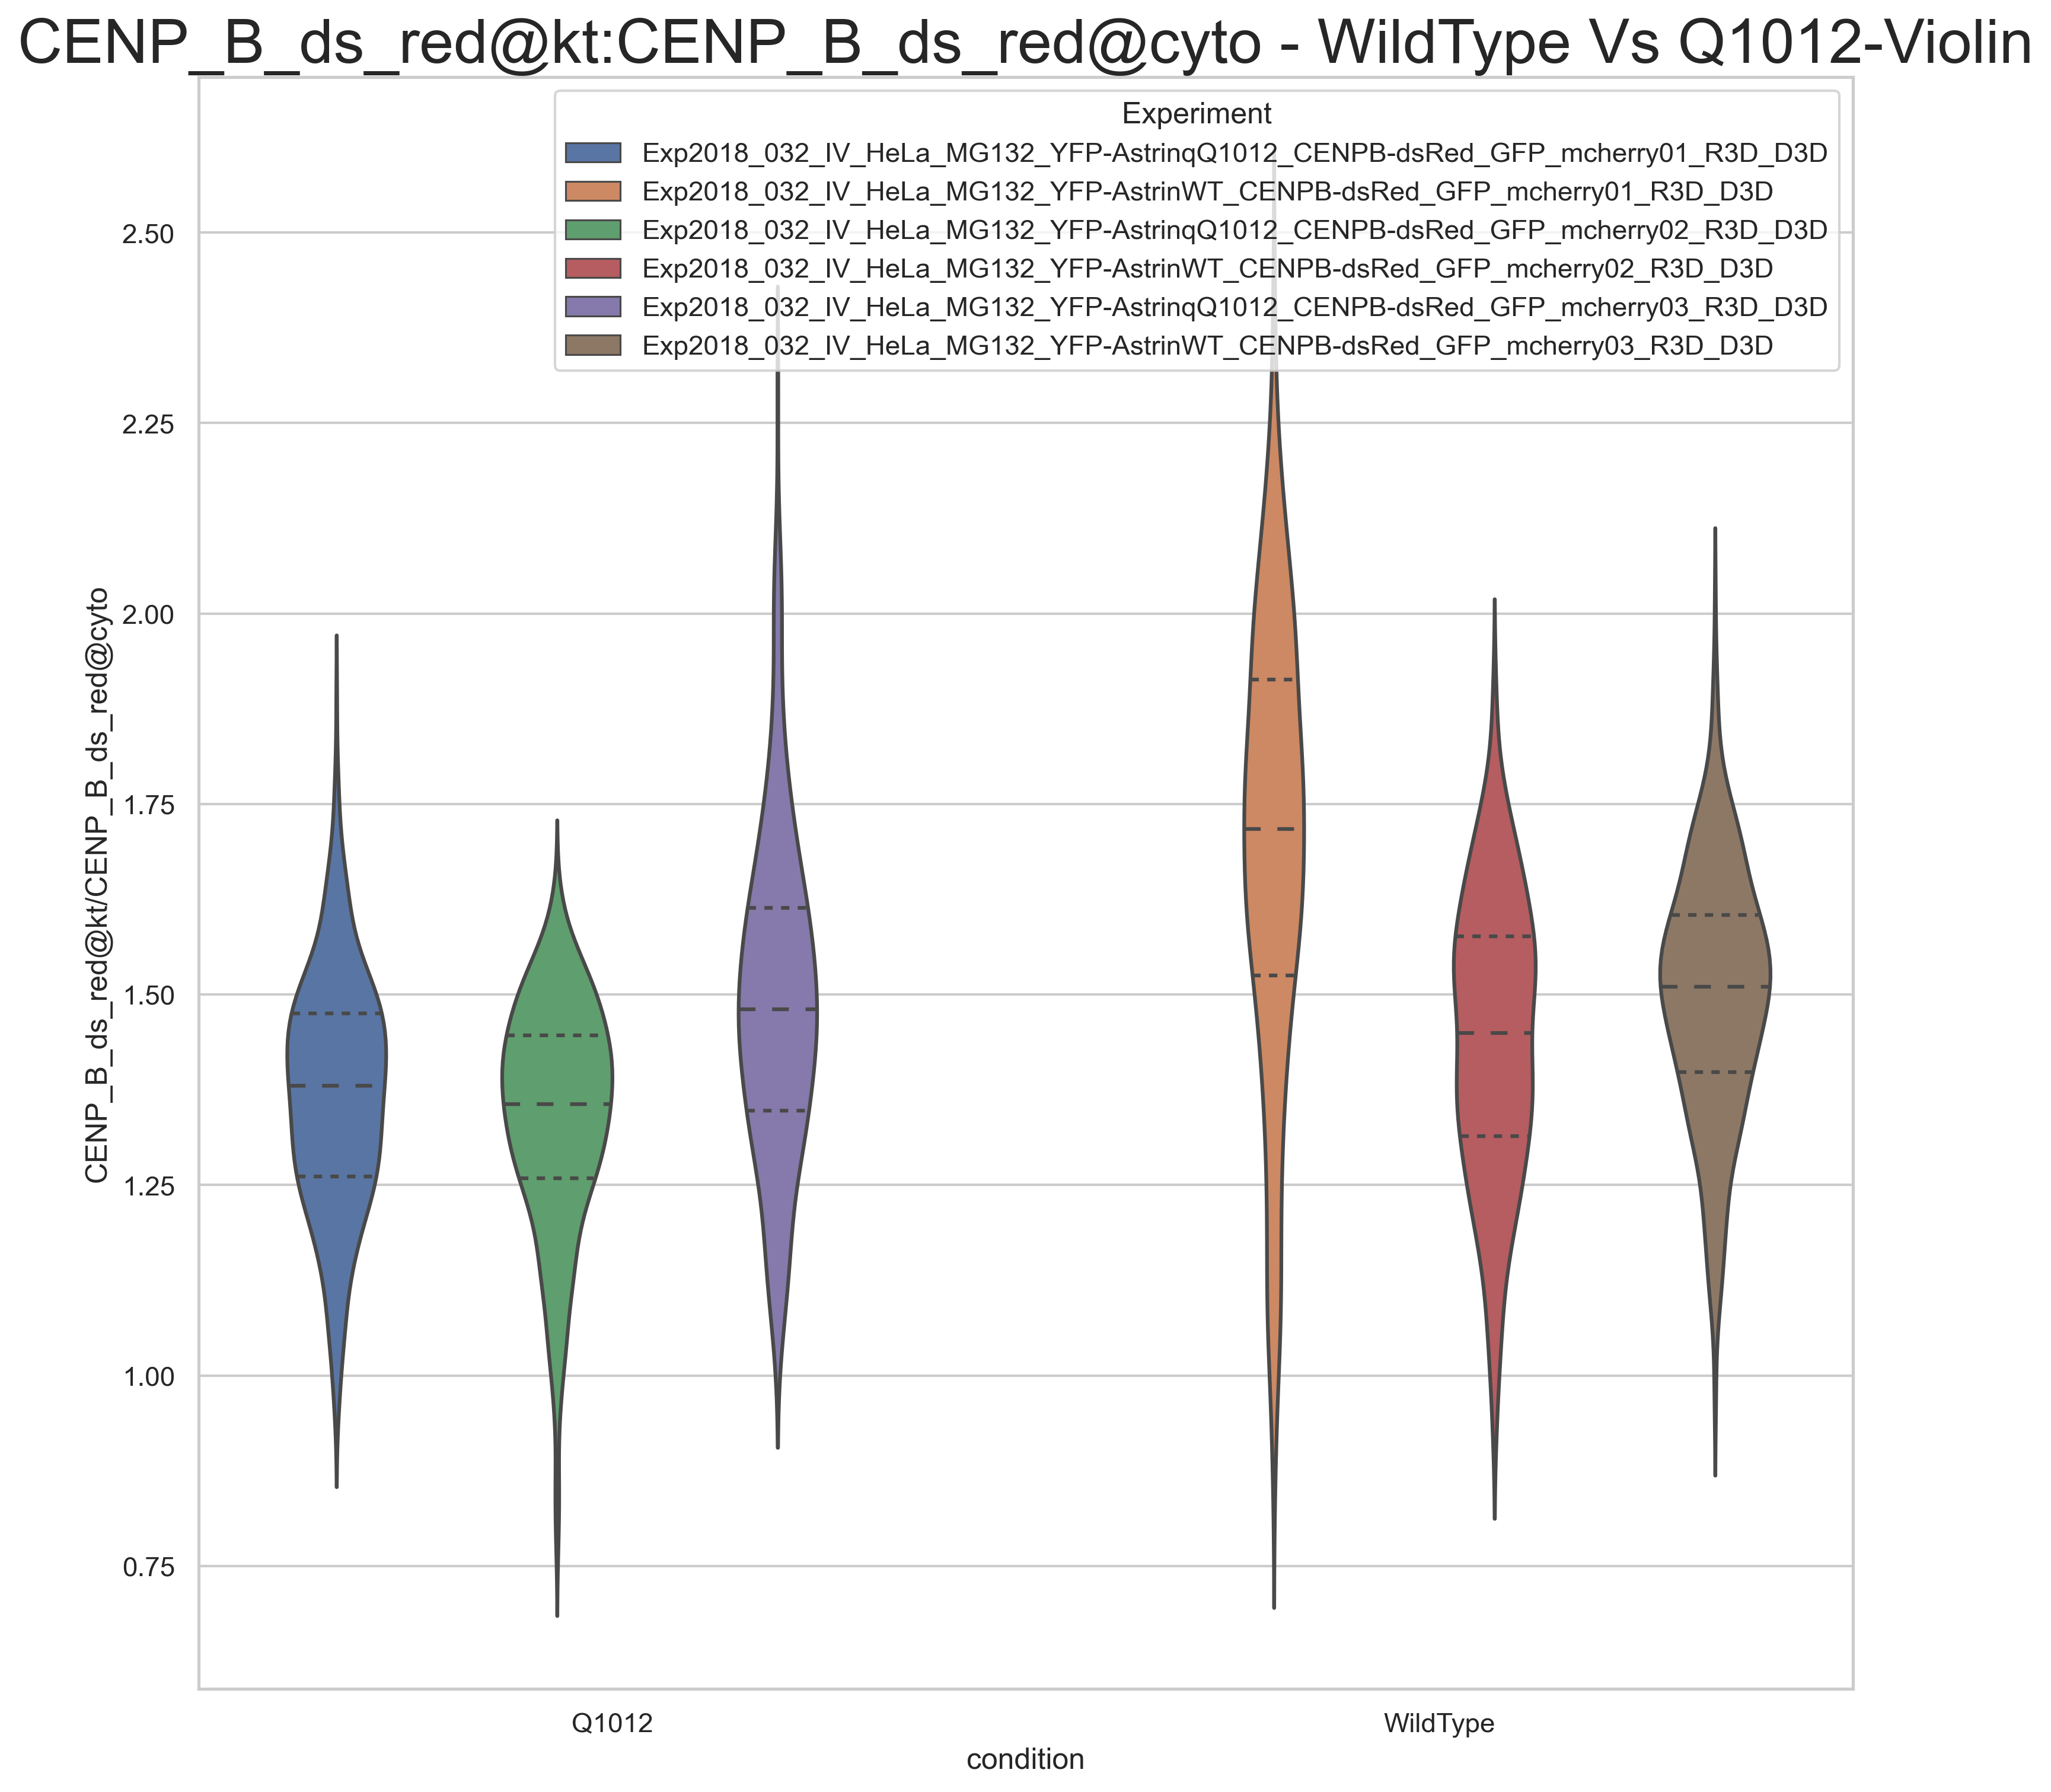 CENP_B_ds_red@kt:CENP_B_ds_red@cyto - WildType Vs Q1012-Violin
Experiment
Exp2018_032_IV_HeLa_MG132_YFP-AstrinqQ1012_CENPB-dsRed_GFP_mcherry01_R3D_D3D
Exp2018_032_IV_HeLa_MG132_YFP-AstrinWT_CENPB-dsRed_GFP_mcherry01_R3D_D3D
Exp2018_032_IV_HeLa_MG132_YFP-AstrinqQ1012_CENPB-dsRed_GFP_mcherry02_R3D_D3D
Exp2018_032_IV_HeLa_MG132_YFP-AstrinWT_CENPB-dsRed_GFP_mcherry02_R3D_D3D
Exp2018_032_IV_HeLa_MG132_YFP-AstrinqQ1012_CENPB-dsRed_GFP_mcherry03_R3D_D3D
Exp2018_032_IV_HeLa_MG132_YFP-AstrinWT_CENPB-dsRed_GFP_mcherry03_R3D_D3D
CENP_B_ds_red@kt/CENP_B_ds_red@cyto
2.50
2.25
2.00
1.75
1.50
1.25
1.00
0.75
Q1012
WildType
condition